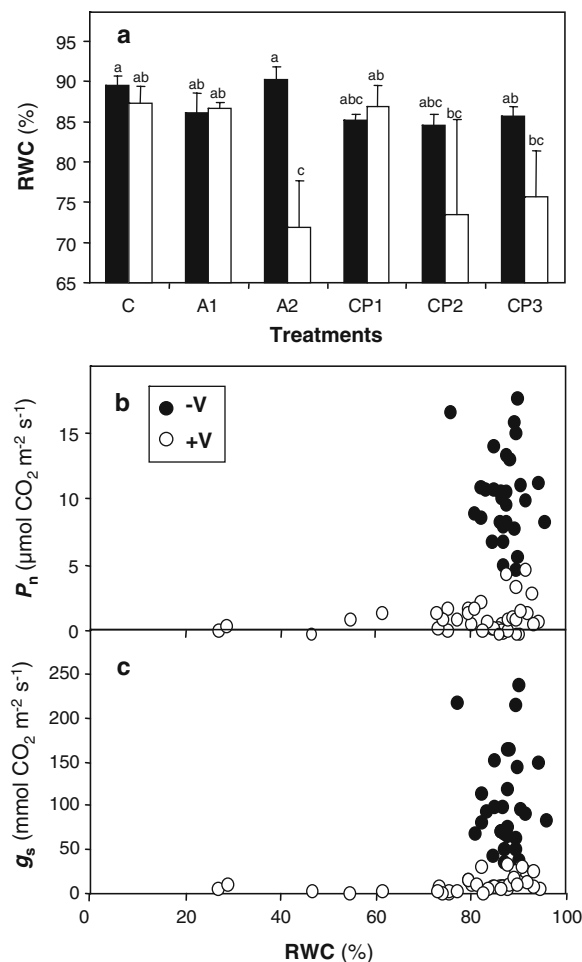 a
95
90
85
80
75
70
65
RWC (%)
a ab ab ab a c abc ab abc bc ab bc
C A1 A2 CP1 CP2 CP3
Treatments
b
-V
+V
15
10
5
0
Pn (µmol CO2 m-2 s-1)
c
250
200
150
100
50
0
gs (mmol CO2 m-2 s-1)
0 20 40 60 80 100
RWC (%)